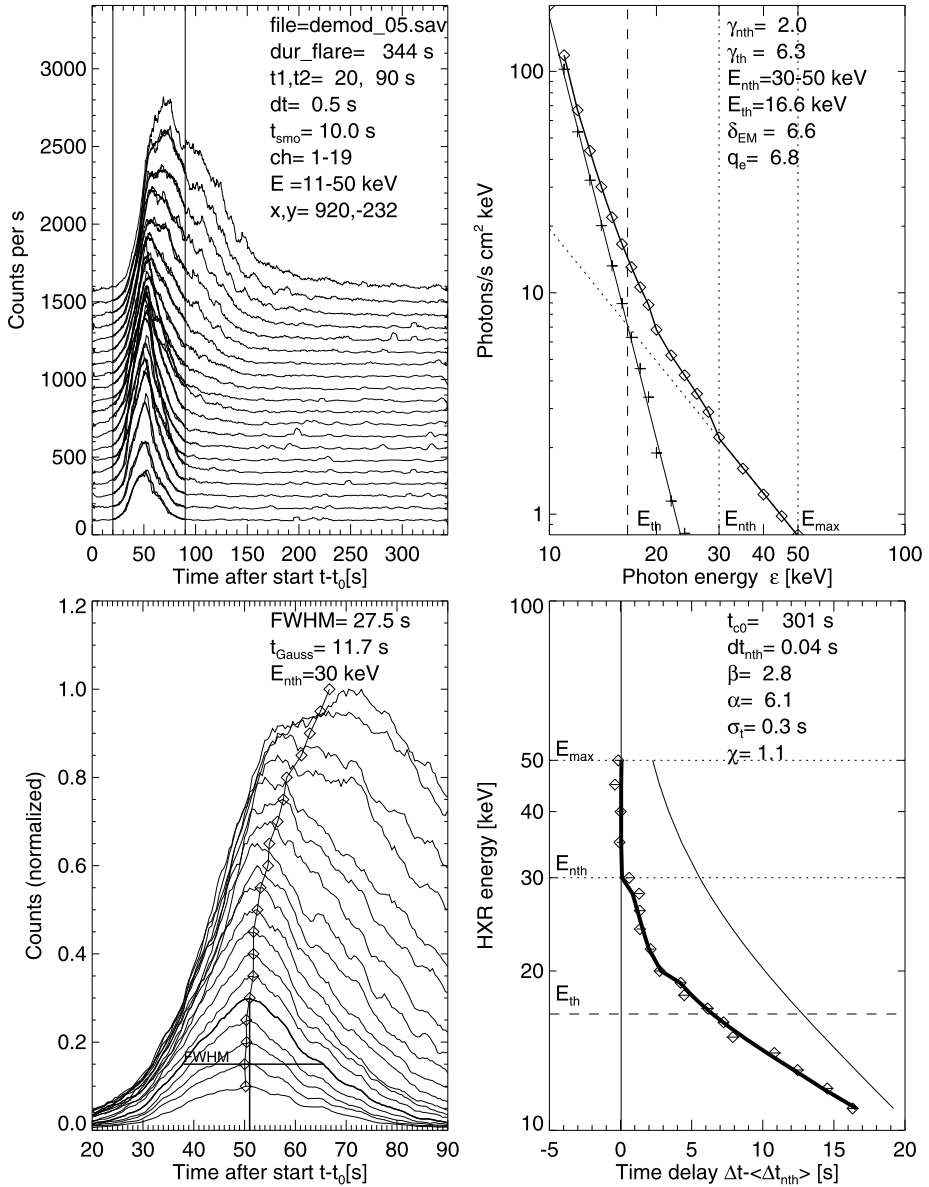 file=demod_05.sav
dur_flare= 344 s
t1,t2= 20, 90 s
dt= 0.5 s
tsmo= 10.0 s
ch= 1-19
E =11-50 keV
x,y= 920,-232
3000
2500
2000
1500
1000
500
0
Counts per s
0 50 100 150 200 250 300
Time after start t-t0[s]
γnth= 2.0
γth= 6.3
Enth=30-50 keV
Eth=16.6 keV
δEM = 6.6
qe= 6.8
100
10
1
Photons/s cm2 keV
Eth Enth Emax
10 20 30 40 50 100
Photon energy ε [keV]
FWHM= 27.5 s
tGauss= 11.7 s
Enth=30 keV
1.2
1.0
0.8
0.6
0.4
0.2
0.0
Counts (normalized)
FWHM
20 30 40 50 60 70 80 90
Time after start t-t0[s]
tc0= 301 s
dtnth= 0.04 s
β= 2.8
α= 6.1
σt= 0.3 s
χ= 1.1
Emax
Enth
Eth
100
50
40
30
20
10
HXR energy [keV]
-5 0 5 10 15 20
Time delay Δt-<Δtnth> [s]